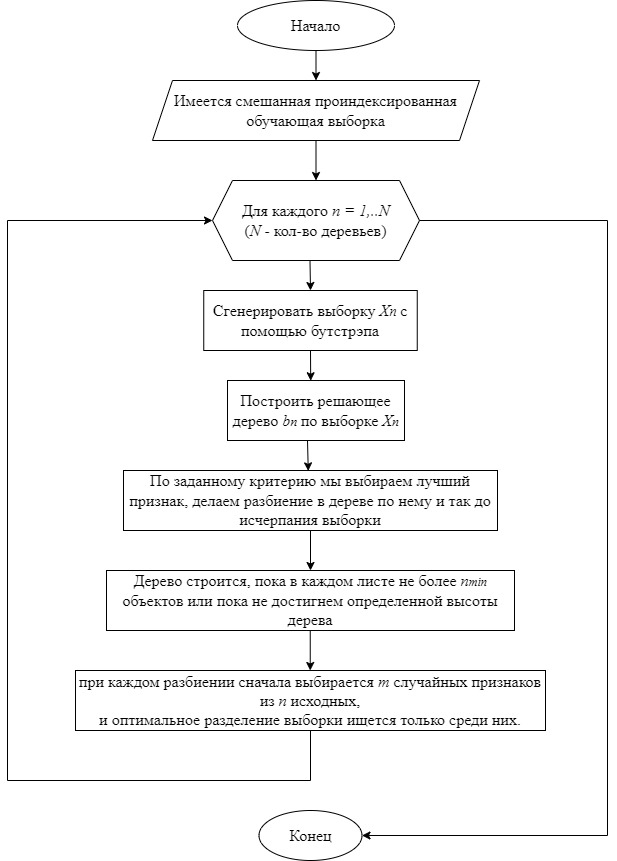 Начало
Имеется смешанная проиндексированная
обучающая выборка
Для каждого n = 1,..N
(N - кол-во деревьев)
Сгенерировать выборку Xn с
помощью бутстрэпа
Построить решающее
дерево bn по выборке Xn
По заданному критерию мы выбираем лучший
признак, делаем разбиение в дереве по нему и так до
исчерпания выборки
Дерево строится, пока в каждом листе не более nmin
объектов или пока не достигнем определенной высоты
дерева
при каждом разбиении сначала выбирается m случайных признаков
из n исходных,
и оптимальное разделение выборки ищется только среди них.
Конец